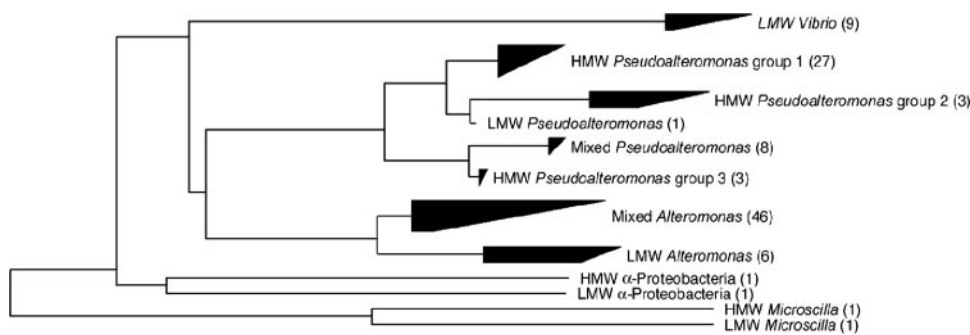 LMW Vibrio (9)
HMW Pseudoalteromonas group 1 (27)
HMW Pseudoalteromonas group 2 (3)
LMW Pseudoalteromonas (1)
Mixed Pseudoalteromonas (8)
HMW Pseudoalteromonas group 3 (3)
Mixed Alteromonas (46)
LMW Alteromonas (6)
HMW α-Proteobacteria (1)
LMW α-Proteobacteria (1)
HMW Microscilla (1)
LMW Microscilla (1)